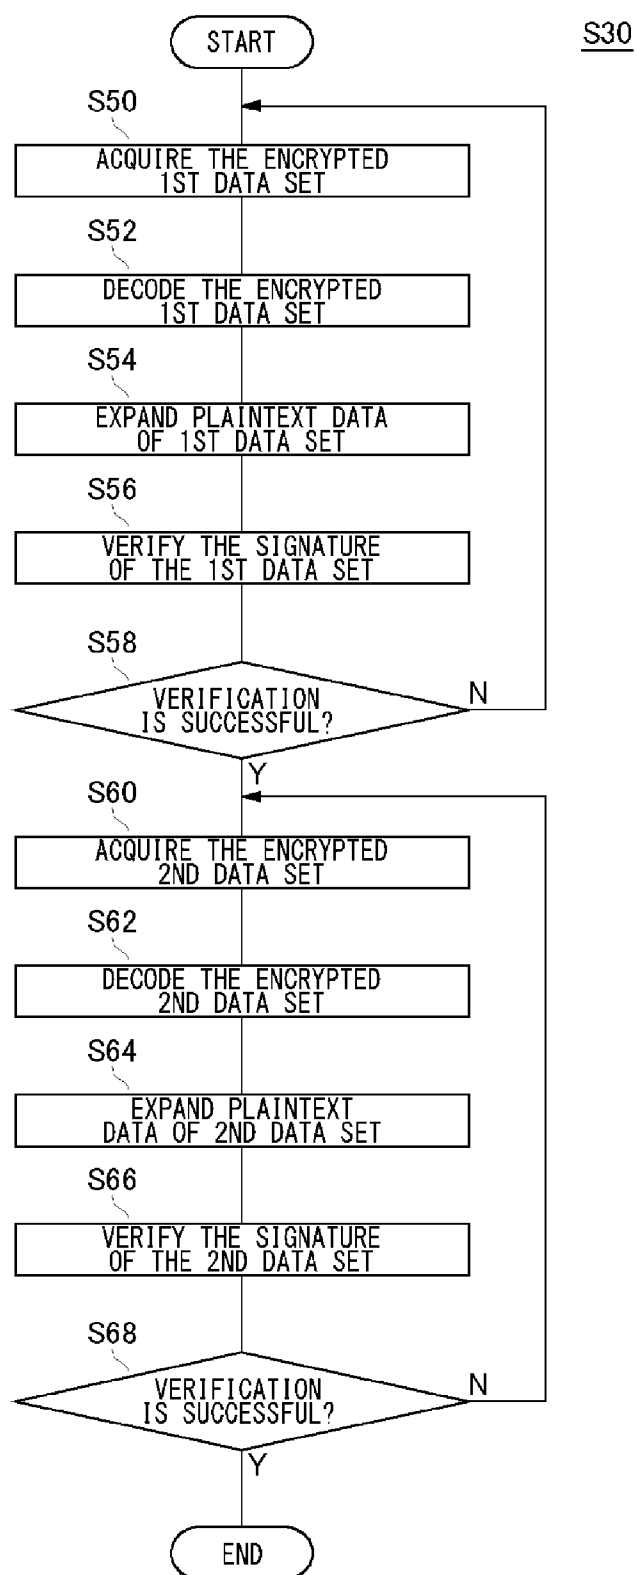 START
S30
S50
ACQUIRE THE ENCRYPTED
1ST DATA SET
S52
DECODE THE ENCRYPTED
1ST DATA SET
S54
EXPAND PLAINTEXT DATA
OF 1ST DATA SET
S56
VERIFY THE SIGNATURE
OF THE 1ST DATA SET
S58
VERIFICATION
IS SUCCESSFUL?
N
Y
S60
ACQUIRE THE ENCRYPTED
2ND DATA SET
S62
DECODE THE ENCRYPTED
2ND DATA SET
S64
EXPAND PLAINTEXT
DATA OF 2ND DATA SET
S66
VERIFY THE SIGNATURE
OF THE 2ND DATA SET
S68
VERIFICATION
IS SUCCESSFUL?
N
Y
END